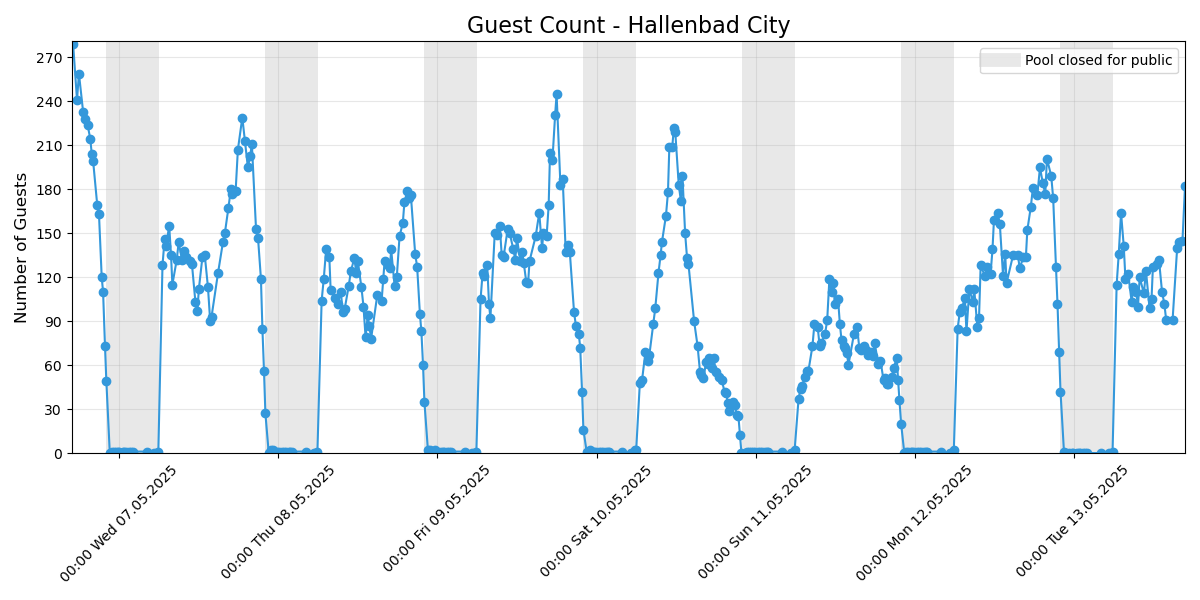 Guest Count - Hallenbad City
Pool closed for public
Number of Guests
270
240
210
180
150
120
90
60
30
0
00:00 Wed 07.05.2025
00:00 Thu 08.05.2025
00:00 Fri 09.05.2025
00:00 Sat 10.05.2025
00:00 Sun 11.05.2025
00:00 Mon 12.05.2025
00:00 Tue 13.05.2025